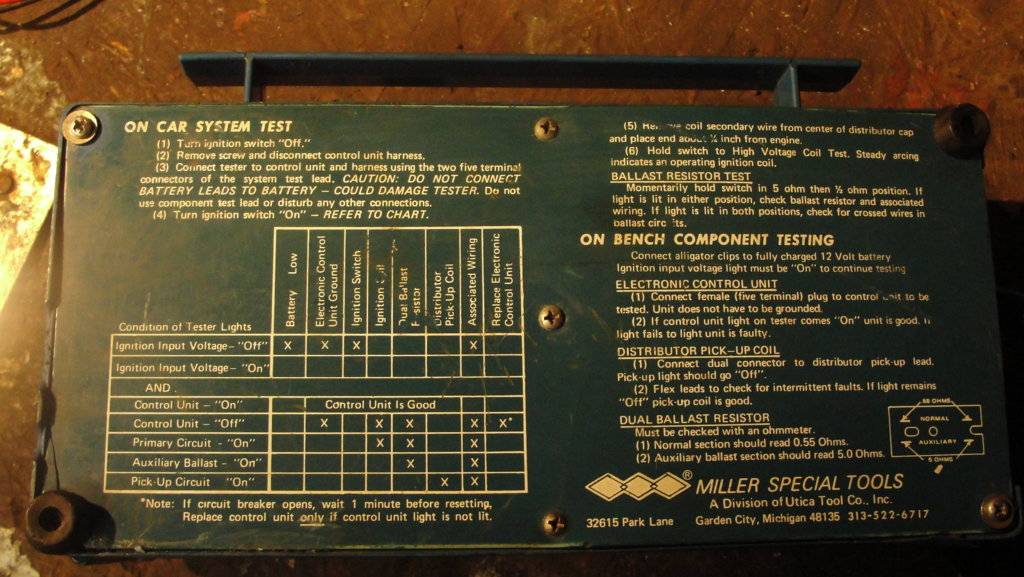 ON CAR SYSTEM TEST
(1) Turn ignition switch "Off."
(2) Remove screw and disconnect control unit harness.
(3) Connect tester to control unit and harness using the two five terminal
connectors of the system test lead. CAUTION: DO NOT CONNECT
BATTERY LEADS TO BATTERY – COULD DAMAGE TESTER. Do not
use component test lead or disturb any other connections.
(4) Turn ignition switch "On" – REFER TO CHART.
Condition of Tester Lights
Battery Low
Electronic Control
Unit Ground
Ignition Switch
Ignition
Dual Ballast
Distributor
Pick-Up Coil
Associated Wiring
Replace Electronic
Control Unit
Ignition Input Voltage– "Off" X X X X
Ignition Input Voltage– "On"
AND.
Control Unit – "On" Control Unit Is Good
Control Unit – "Off" X X X X X*
Primary Circuit – "On" X X X
Auxiliary Ballast – "On" X X
Pick-Up Circuit "On" X X
*Note: If circuit breaker opens, wait 1 minute before resetting.
Replace control unit only if control unit light is not lit.
(5) coil secondary wire from center of distributor cap
and place end about ¼ inch from engine.
(6) Hold switch to High Voltage Coil Test. Steady arcing
indicates an operating ignition coil.
BALLAST RESISTOR TEST
Momentarily hold switch in 5 ohm then ½ ohm position. If
light is lit in either position, check ballast resistor and associated
wiring. If light is lit in both positions, check for crossed wires in
ballast
ON BENCH COMPONENT TESTING
Connect alligator clips to fully charged 12 Volt battery
Ignition input voltage light must be "On" to continue testing
ELECTRONIC CONTROL UNIT
(1) Connect female (five terminal) plug to control to be
tested. Unit does not have to be grounded.
(2) If control unit light on tester comes "On" unit is good.
light fails to light unit is faulty.
DISTRIBUTOR PICK-UP COIL
(1) Connect dual connector to distributor pick-up lead.
Pick-up light should go "Off".
(2) Flex leads to check for intermittent faults. If light remains
"Off" pick-up coil is good.
DUAL BALLAST RESISTOR
Must be checked with an ohmmeter.
(1) Normal section should read 0.55 Ohms.
(2) Auxiliary ballast section should read 5.0 Ohms.
.55 OHMS
NORMAL
AUXILIARY
5 OHMS
® MILLER SPECIAL TOOLS
A Division of Utica Tool Co., Inc.
32615 Park Lane Garden City, Michigan 48135 313-522-6717